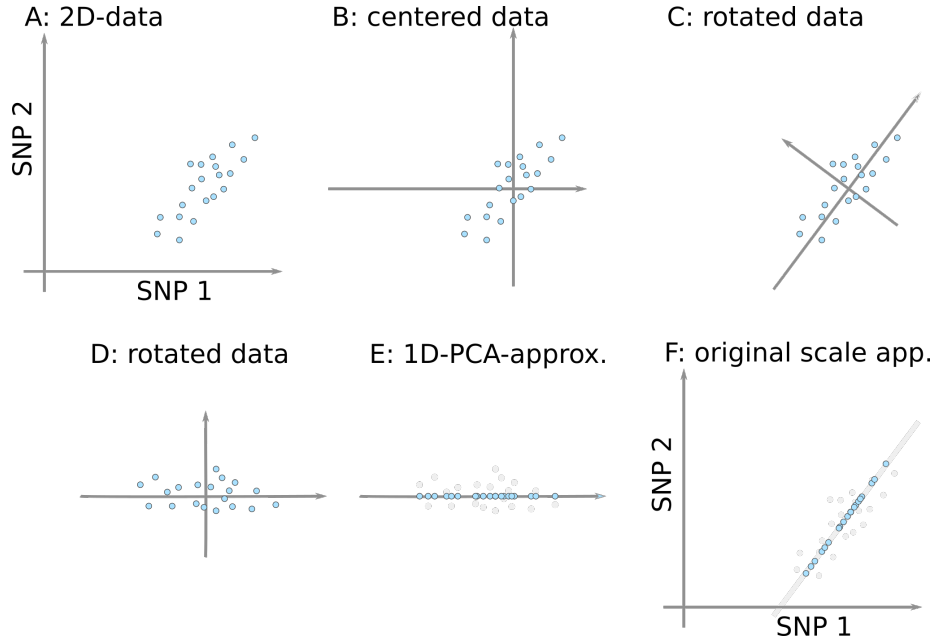 A: 2D-data
B: centered data
C: rotated data
SNP 2
SNP 1
D: rotated data
E: 1D-PCA-approx.
F: original scale app.
SNP 2
SNP 1